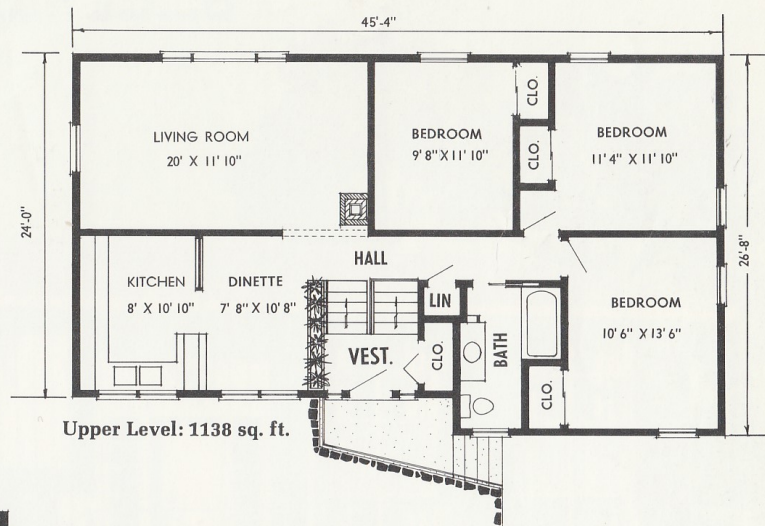 45'-4"
24'-0"
26'-8"
LIVING ROOM
20' X 11' 10"
BEDROOM
9' 8" X 11' 10"
CLO.
CLO.
BEDROOM
11' 4" X 11' 10"
HALL
KITCHEN
8' X 10' 10"
DINETTE
7' 8" X 10' 8"
LIN
VEST.
CLO.
BATH
BEDROOM
10' 6" X 13' 6"
CLO.
Upper Level: 1138 sq. ft.